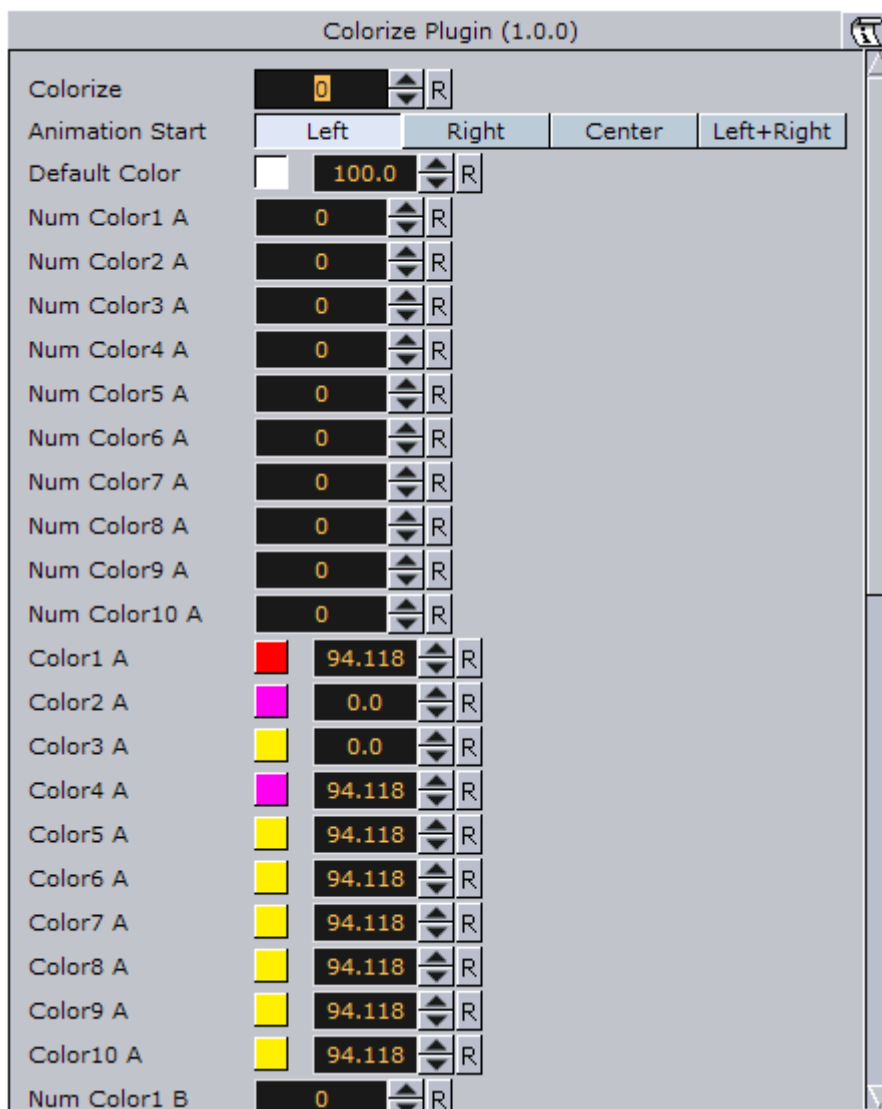 Colorize Plugin (1.0.0)
Colorize 0 R
Animation Start Left Right Center Left+Right
Default Color 100.0 R
Num Color1 A 0 R
Num Color2 A 0 R
Num Color3 A 0 R
Num Color4 A 0 R
Num Color5 A 0 R
Num Color6 A 0 R
Num Color7 A 0 R
Num Color8 A 0 R
Num Color9 A 0 R
Num Color10 A 0 R
Color1 A 94.118 R
Color2 A 0.0 R
Color3 A 0.0 R
Color4 A 94.118 R
Color5 A 94.118 R
Color6 A 94.118 R
Color7 A 94.118 R
Color8 A 94.118 R
Color9 A 94.118 R
Color10 A 94.118 R
Num Color1 B 0 R